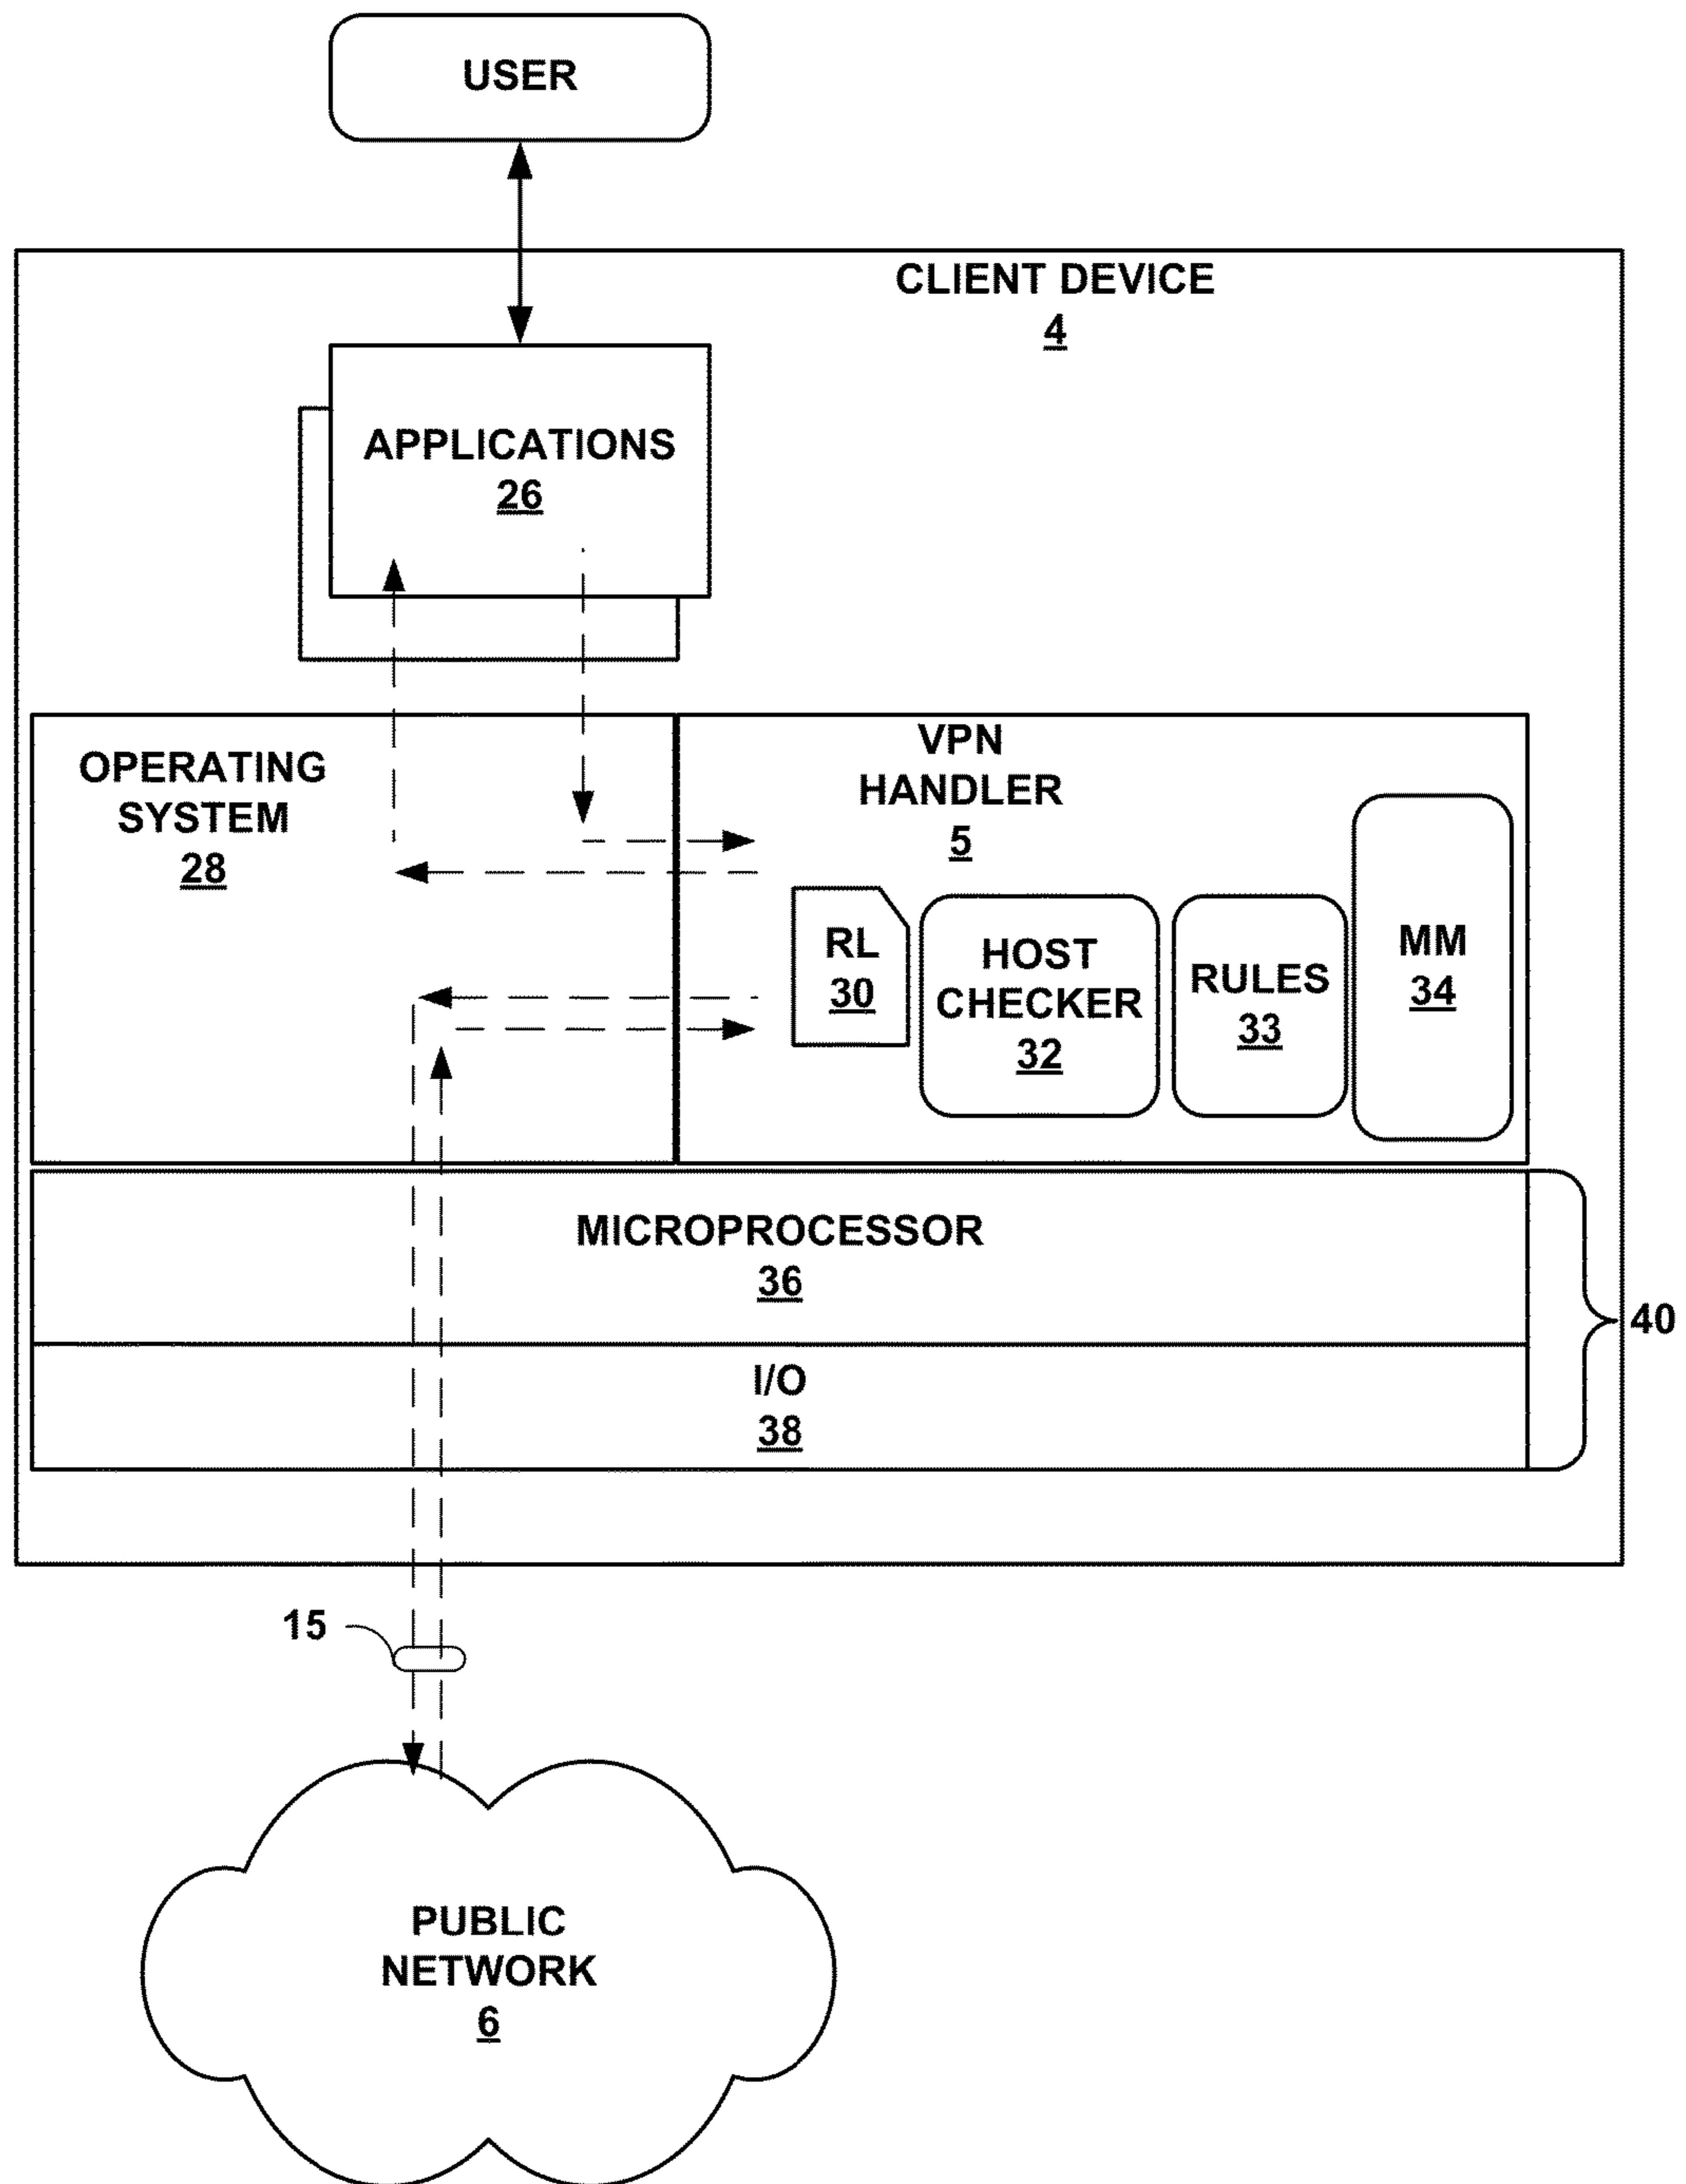 USER
CLIENT DEVICE
4
APPLICATIONS
26
OPERATING
SYSTEM
28
VPN
HANDLER
5
RL
30
HOST
CHECKER
32
RULES
33
MM
34
MICROPROCESSOR
36
I/O
38
40
15
PUBLIC
NETWORK
6